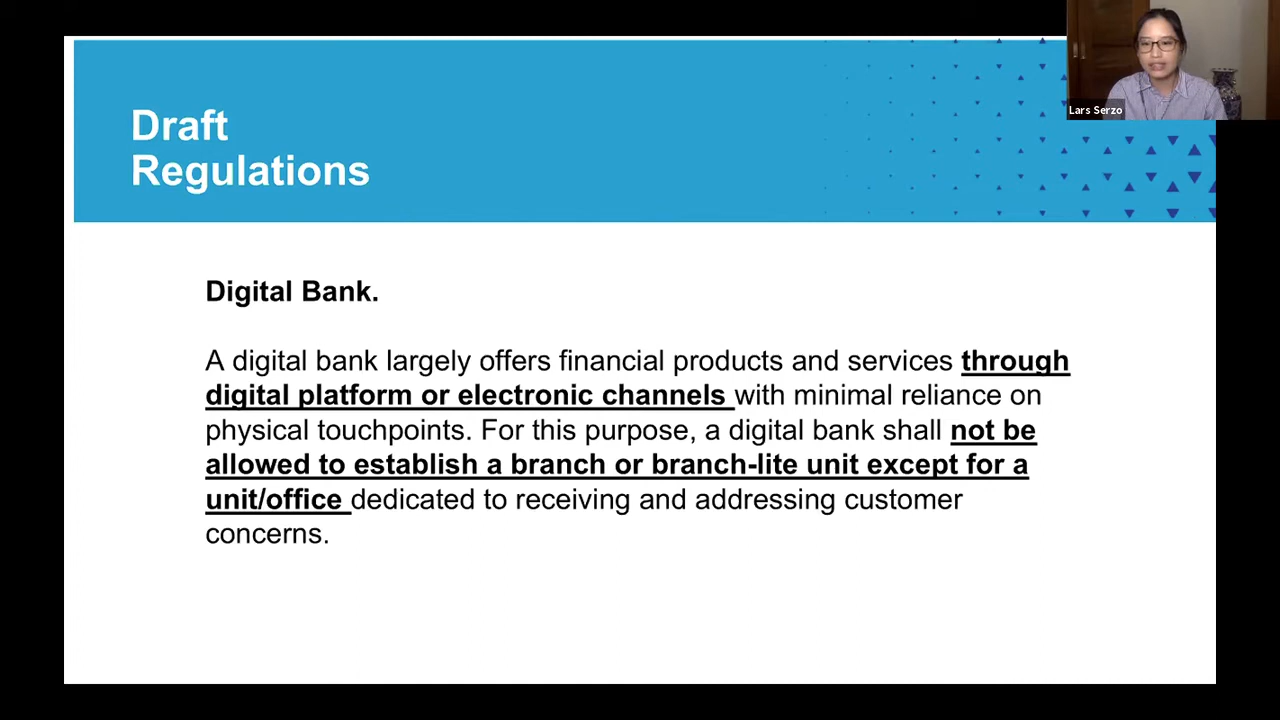 Draft
Regulations
Lars Serzo
Digital Bank.
A digital bank largely offers financial products and services through
digital platform or electronic channels with minimal reliance on
physical touchpoints. For this purpose, a digital bank shall not be
allowed to establish a branch or branch-lite unit except for a
unit/office dedicated to receiving and addressing customer
concerns.